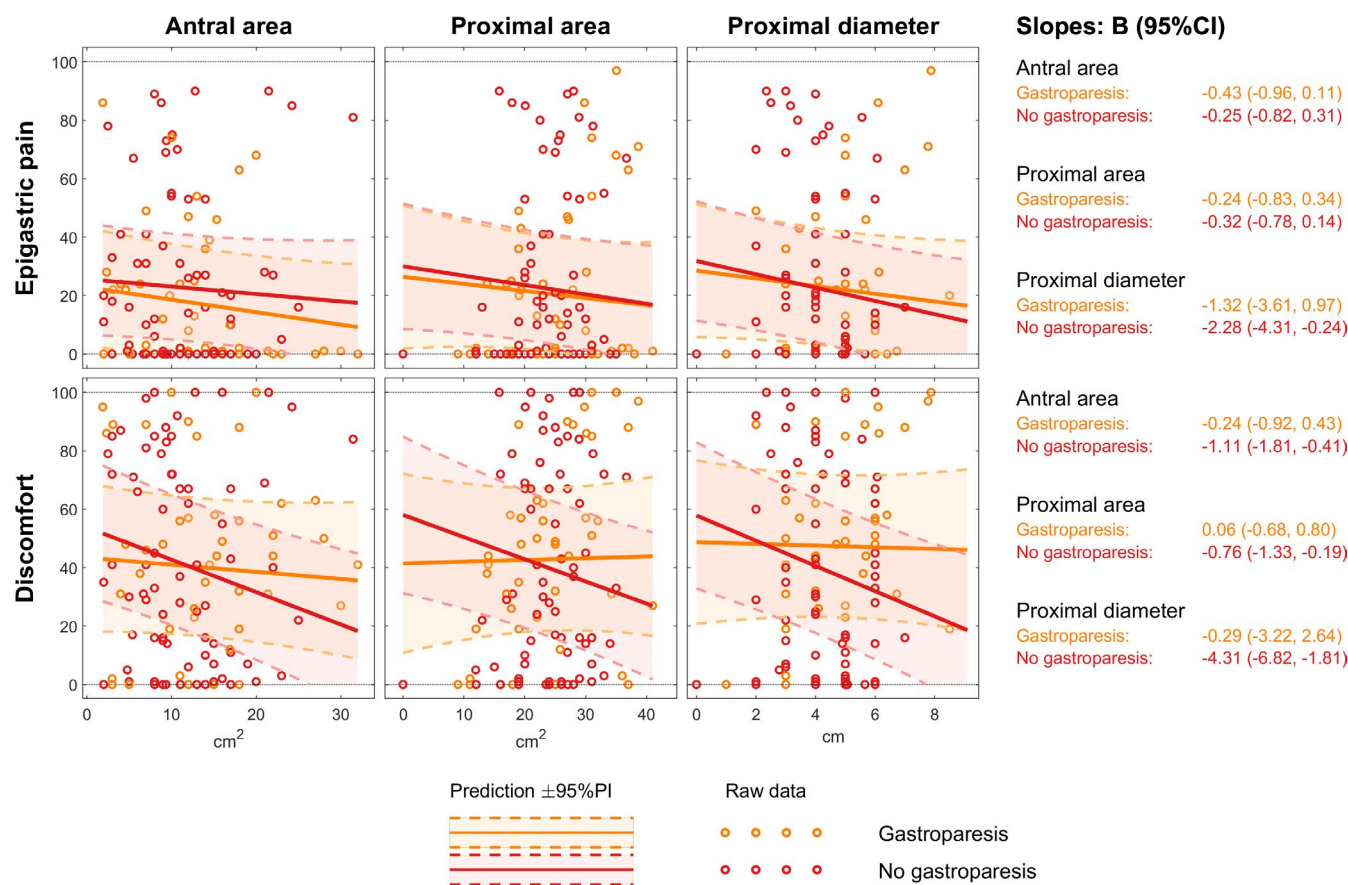 Antral area
Proximal area
Proximal diameter
Slopes: B (95%CI)
Epigastric pain
100
80
60
40
20
0
Antral area
Gastroparesis: -0.43 (-0.96, 0.11)
No gastroparesis: -0.25 (-0.82, 0.31)
Proximal area
Gastroparesis: -0.24 (-0.83, 0.34)
No gastroparesis: -0.32 (-0.78, 0.14)
Proximal diameter
Gastroparesis: -1.32 (-3.61, 0.97)
No gastroparesis: -2.28 (-4.31, -0.24)
Discomfort
100
80
60
40
20
0
Antral area
Gastroparesis: -0.24 (-0.92, 0.43)
No gastroparesis: -1.11 (-1.81, -0.41)
Proximal area
Gastroparesis: 0.06 (-0.68, 0.80)
No gastroparesis: -0.76 (-1.33, -0.19)
Proximal diameter
Gastroparesis: -0.29 (-3.22, 2.64)
No gastroparesis: -4.31 (-6.82, -1.81)
0 10 20 30
0 10 20 30 40
0 2 4 6 8
cm²
cm²
cm
Prediction ±95%PI
Raw data
Gastroparesis
No gastroparesis